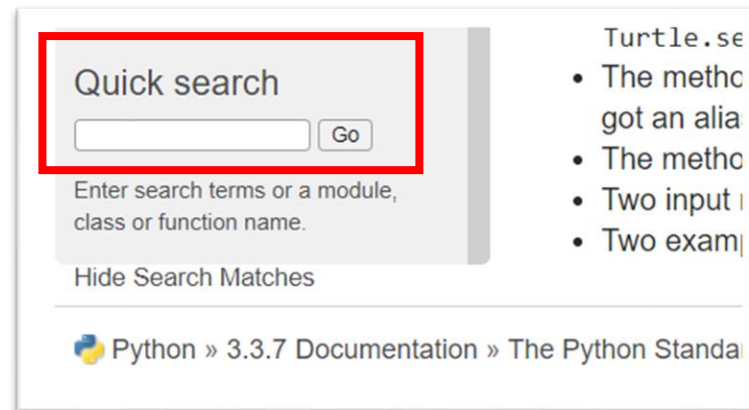 Quick search
Go
Enter search terms or a module,
class or function name.
Hide Search Matches
Turtle.se
• The metho
got an alia
• The metho
• Two input
• Two exam
Python » 3.3.7 Documentation » The Python Standa